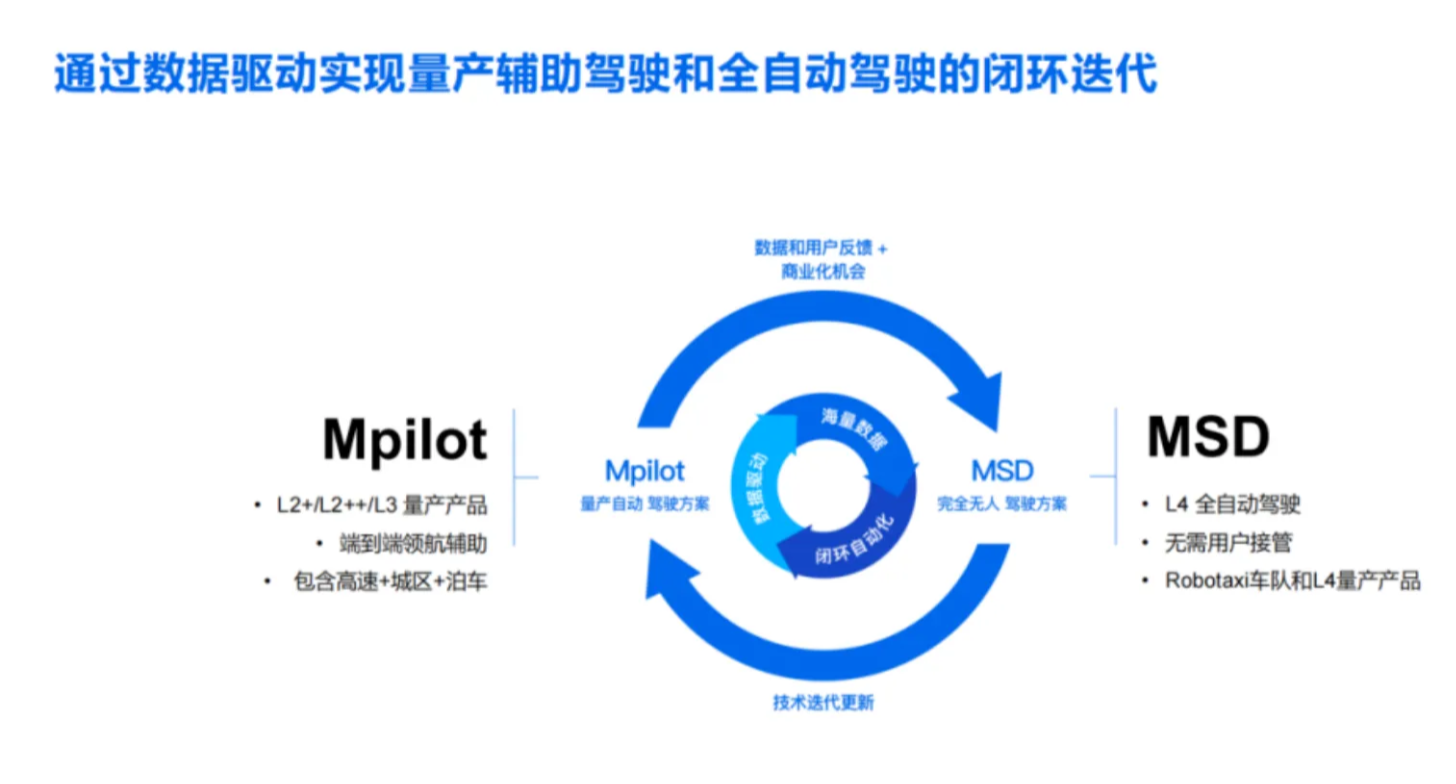 通过数据驱动实现量产辅助驾驶和全自动驾驶的闭环迭代
数据和用户反馈 +
商业化机会
Mpilot
• L2+/L2++/L3 量产产品
• 端到端领航辅助
• 包含高速+城区+泊车
Mpilot
量产自动 驾驶方案
海量数据
数据驱动
闭环自动化
MSD
完全无人 驾驶方案
MSD
• L4 全自动驾驶
• 无需用户接管
• Robotaxi车队和L4量产产品
技术迭代更新